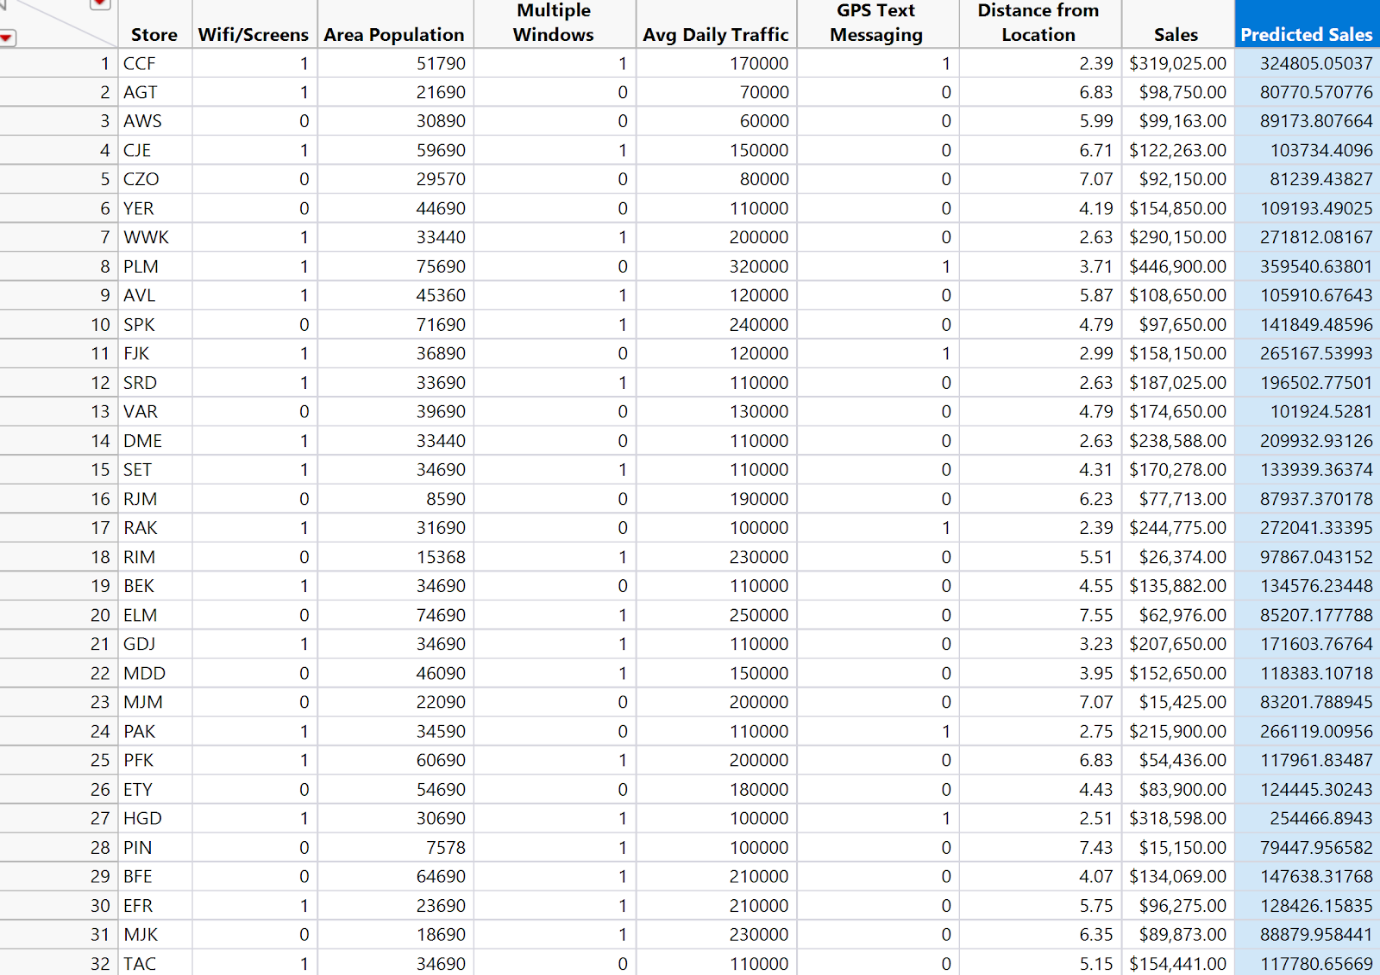 Store Wifi/Screens Area Population Multiple Windows Avg Daily Traffic GPS Text Messaging Distance from Location Sales Predicted Sales
1 CCF 1 51790 1 170000 1 2.39 $319,025.00 324805.05037
2 AGT 1 21690 0 70000 0 6.83 $98,750.00 80770.570776
3 AWS 0 30890 0 60000 0 5.99 $99,163.00 89173.807664
4 CJE 1 59690 1 150000 0 6.71 $122,263.00 103734.4096
5 CZO 0 29570 0 80000 0 7.07 $92,150.00 81239.43827
6 YER 0 44690 0 110000 0 4.19 $154,850.00 109193.49025
7 WWK 1 33440 1 200000 0 2.63 $290,150.00 271812.08167
8 PLM 1 75690 0 320000 1 3.71 $446,900.00 359540.63801
9 AVL 1 45360 1 120000 0 5.87 $108,650.00 105910.67643
10 SPK 0 71690 1 240000 0 4.79 $97,650.00 141849.48596
11 FJK 1 36890 0 120000 1 2.99 $158,150.00 265167.53993
12 SRD 1 33690 1 110000 0 2.63 $187,025.00 196502.77501
13 VAR 0 39690 0 130000 0 4.79 $174,650.00 101924.5281
14 DME 1 33440 0 110000 0 2.63 $238,588.00 209932.93126
15 SET 1 34690 1 110000 0 4.31 $170,278.00 133939.36374
16 RJM 0 8590 0 190000 0 6.23 $77,713.00 87937.370178
17 RAK 1 31690 0 100000 1 2.39 $244,775.00 272041.33395
18 RIM 0 15368 1 230000 0 5.51 $26,374.00 97867.043152
19 BEK 1 34690 0 110000 0 4.55 $135,882.00 134576.23448
20 ELM 0 74690 1 250000 0 7.55 $62,976.00 85207.177788
21 GDJ 1 34690 1 110000 0 3.23 $207,650.00 171603.76764
22 MDD 0 46090 1 150000 0 3.95 $152,650.00 118383.10718
23 MJM 0 22090 0 200000 0 7.07 $15,425.00 83201.788945
24 PAK 1 34590 0 110000 1 2.75 $215,900.00 266119.00956
25 PFK 1 60690 1 200000 0 6.83 $54,436.00 117961.83487
26 ETY 0 54690 0 180000 0 4.43 $83,900.00 124445.30243
27 HGD 1 30690 1 100000 1 2.51 $318,598.00 254466.8943
28 PIN 0 7578 1 100000 0 7.43 $15,150.00 79447.956582
29 BFE 0 64690 1 210000 0 4.07 $134,069.00 147638.31768
30 EFR 1 23690 1 210000 0 5.75 $96,275.00 128426.15835
31 MJK 0 18690 1 230000 0 6.35 $89,873.00 88879.958441
32 TAC 1 34690 0 110000 0 5.15 $154,441.00 117780.65669